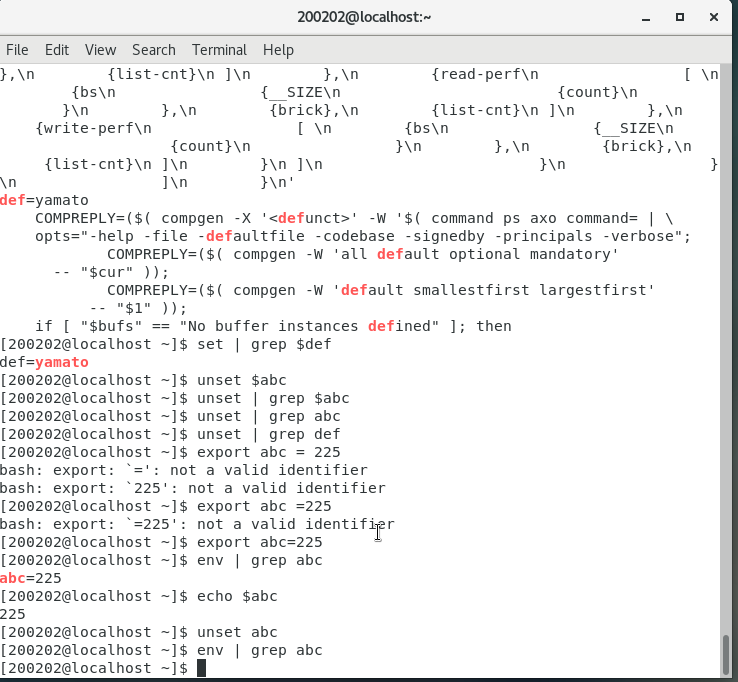 200202@localhost:~
File Edit View Search Terminal Help
},\n        {list-cnt}\n ]\n        },\n        {read-perf\n                [ \n
        {bs\n                {__SIZE\n                        {count}\n
       }\n        },\n        {brick},\n        {list-cnt}\n ]\n        },\n
    {write-perf\n                [ \n        {bs\n                {__SIZE\n
                   {count}\n                }\n        },\n        {brick},\n
     {list-cnt}\n ]\n        }\n ]\n                        }\n                }
\n                ]\n        }\n'
def=yamato
    COMPREPLY=($( compgen -X '<defunct>' -W '$( command ps axo command= | \
    opts="-help -file -defaultfile -codebase -signedby -principals -verbose";
            COMPREPLY=($( compgen -W 'all default optional mandatory'
      -- "$cur" ));
            COMPREPLY=($( compgen -W 'default smallestfirst largestfirst'
          -- "$1" ));
    if [ "$bufs" == "No buffer instances defined" ]; then
[200202@localhost ~]$ set | grep $def
def=yamato
[200202@localhost ~]$ unset $abc
[200202@localhost ~]$ unset | grep $abc
[200202@localhost ~]$ unset | grep abc
[200202@localhost ~]$ unset | grep def
[200202@localhost ~]$ export abc = 225
bash: export: `=': not a valid identifier
bash: export: `225': not a valid identifier
[200202@localhost ~]$ export abc =225
bash: export: `=225': not a valid identifier
[200202@localhost ~]$ export abc=225
[200202@localhost ~]$ env | grep abc
abc=225
[200202@localhost ~]$ echo $abc
225
[200202@localhost ~]$ unset abc
[200202@localhost ~]$ env | grep abc
[200202@localhost ~]$